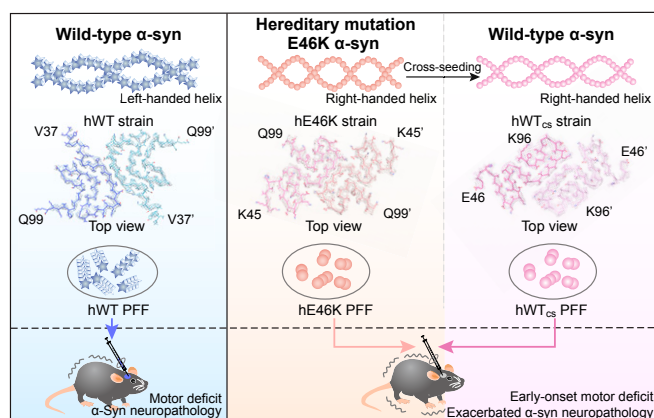 Wild-type α-syn
Left-handed helix
hWT strain
V37
Q99'
Q99
V37'
Top view
hWT PFF
Motor deficit
α-Syn neuropathology
Hereditary mutation
E46K α-syn
Cross-seeding
Right-handed helix
hE46K strain
Q99
K45'
K45
Q99'
Top view
hE46K PFF
Wild-type α-syn
Right-handed helix
hWTcs strain
K96
E46'
E46
K96'
Top view
hWTcs PFF
Early-onset motor deficit
Exacerbated α-syn neuropathology